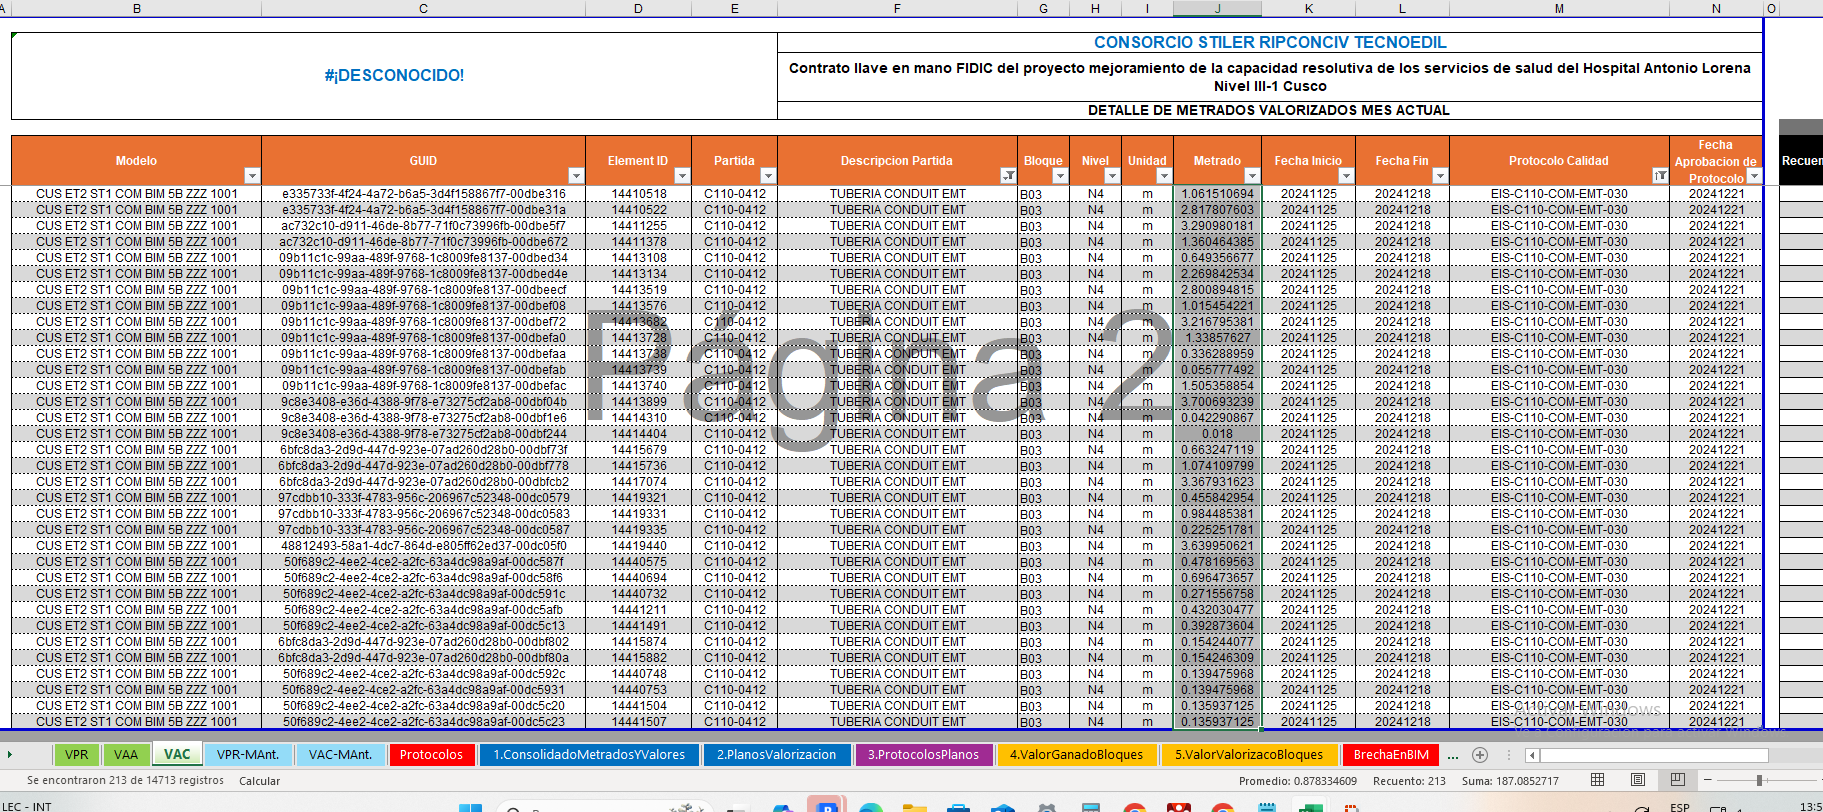 A B C D E F G H I J K L M N O
#¡DESCONOCIDO!
CONSORCIO STILER RIPCONCIV TECNOEDIL
Contrato llave en mano FIDIC del proyecto mejoramiento de la capacidad resolutiva de los servicios de salud del Hospital Antonio Lorena
Nivel III-1 Cusco
DETALLE DE METRADOS VALORIZADOS MES ACTUAL
Modelo GUID Element ID Partida Descripcion Partida Bloque Nivel Unidad Metrado Fecha Inicio Fecha Fin Protocolo Calidad Fecha Aprobacion de Protocolo Recuen
CUS ET2 ST1 COM BIM 5B ZZZ 1001 e335733f-4f24-4a72-b6a5-3d4f158867f7-00dbe316 14410518 C110-0412 TUBERIA CONDUIT EMT B03 N4 m 1.061510694 20241125 20241218 EIS-C110-COM-EMT-030 20241221
CUS ET2 ST1 COM BIM 5B ZZZ 1001 e335733f-4f24-4a72-b6a5-3d4f158867f7-00dbe31a 14410522 C110-0412 TUBERIA CONDUIT EMT B03 N4 m 2.817807603 20241125 20241218 EIS-C110-COM-EMT-030 20241221
CUS ET2 ST1 COM BIM 5B ZZZ 1001 ac732c10-d911-46de-8b77-71f0c73996fb-00dbe5f7 14411255 C110-0412 TUBERIA CONDUIT EMT B03 N4 m 3.290980181 20241125 20241218 EIS-C110-COM-EMT-030 20241221
CUS ET2 ST1 COM BIM 5B ZZZ 1001 ac732c10-d911-46de-8b77-71f0c73996fb-00dbe672 14411378 C110-0412 TUBERIA CONDUIT EMT B03 N4 m 1.360464385 20241125 20241218 EIS-C110-COM-EMT-030 20241221
CUS ET2 ST1 COM BIM 5B ZZZ 1001 09b11c1c-99aa-489f-9768-1c8009fe8137-00dbed34 14413108 C110-0412 TUBERIA CONDUIT EMT B03 N4 m 0.649356677 20241125 20241218 EIS-C110-COM-EMT-030 20241221
CUS ET2 ST1 COM BIM 5B ZZZ 1001 09b11c1c-99aa-489f-9768-1c8009fe8137-00dbed4e 14413134 C110-0412 TUBERIA CONDUIT EMT B03 N4 m 2.269842534 20241125 20241218 EIS-C110-COM-EMT-030 20241221
CUS ET2 ST1 COM BIM 5B ZZZ 1001 09b11c1c-99aa-489f-9768-1c8009fe8137-00dbeecf 14413519 C110-0412 TUBERIA CONDUIT EMT B03 N4 m 2.800894815 20241125 20241218 EIS-C110-COM-EMT-030 20241221
CUS ET2 ST1 COM BIM 5B ZZZ 1001 09b11c1c-99aa-489f-9768-1c8009fe8137-00dbef08 14413576 C110-0412 TUBERIA CONDUIT EMT B03 N4 m 1.015454221 20241125 20241218 EIS-C110-COM-EMT-030 20241221
CUS ET2 ST1 COM BIM 5B ZZZ 1001 09b11c1c-99aa-489f-9768-1c8009fe8137-00dbef72 14413682 C110-0412 TUBERIA CONDUIT EMT B03 N4 m 3.216795381 20241125 20241218 EIS-C110-COM-EMT-030 20241221
CUS ET2 ST1 COM BIM 5B ZZZ 1001 09b11c1c-99aa-489f-9768-1c8009fe8137-00dbefa0 14413728 C110-0412 TUBERIA CONDUIT EMT B03 N4 m 1.33857627 20241125 20241218 EIS-C110-COM-EMT-030 20241221
CUS ET2 ST1 COM BIM 5B ZZZ 1001 09b11c1c-99aa-489f-9768-1c8009fe8137-00dbefaa 14413738 C110-0412 TUBERIA CONDUIT EMT B03 N4 m 0.336288959 20241125 20241218 EIS-C110-COM-EMT-030 20241221
CUS ET2 ST1 COM BIM 5B ZZZ 1001 09b11c1c-99aa-489f-9768-1c8009fe8137-00dbefab 14413739 C110-0412 TUBERIA CONDUIT EMT B03 N4 m 0.055777492 20241125 20241218 EIS-C110-COM-EMT-030 20241221
CUS ET2 ST1 COM BIM 5B ZZZ 1001 09b11c1c-99aa-489f-9768-1c8009fe8137-00dbefac 14413740 C110-0412 TUBERIA CONDUIT EMT B03 N4 m 1.505358854 20241125 20241218 EIS-C110-COM-EMT-030 20241221
CUS ET2 ST1 COM BIM 5B ZZZ 1001 9c8e3408-e36d-4388-9f78-e73275cf2ab8-00dbf04b 14413899 C110-0412 TUBERIA CONDUIT EMT B03 N4 m 3.700693239 20241125 20241218 EIS-C110-COM-EMT-030 20241221
CUS ET2 ST1 COM BIM 5B ZZZ 1001 9c8e3408-e36d-4388-9f78-e73275cf2ab8-00dbf1e6 14414310 C110-0412 TUBERIA CONDUIT EMT B03 N4 m 0.042290867 20241125 20241218 EIS-C110-COM-EMT-030 20241221
CUS ET2 ST1 COM BIM 5B ZZZ 1001 9c8e3408-e36d-4388-9f78-e73275cf2ab8-00dbf244 14414404 C110-0412 TUBERIA CONDUIT EMT B03 N4 m 0.018 20241125 20241218 EIS-C110-COM-EMT-030 20241221
CUS ET2 ST1 COM BIM 5B ZZZ 1001 6bfc8da3-2d9d-447d-923e-07ad260d28b0-00dbf73f 14415679 C110-0412 TUBERIA CONDUIT EMT B03 N4 m 0.663247119 20241125 20241218 EIS-C110-COM-EMT-030 20241221
CUS ET2 ST1 COM BIM 5B ZZZ 1001 6bfc8da3-2d9d-447d-923e-07ad260d28b0-00dbf778 14415736 C110-0412 TUBERIA CONDUIT EMT B03 N4 m 1.074109799 20241125 20241218 EIS-C110-COM-EMT-030 20241221
CUS ET2 ST1 COM BIM 5B ZZZ 1001 6bfc8da3-2d9d-447d-923e-07ad260d28b0-00dbfcb2 14417074 C110-0412 TUBERIA CONDUIT EMT B03 N4 m 3.367931623 20241125 20241218 EIS-C110-COM-EMT-030 20241221
CUS ET2 ST1 COM BIM 5B ZZZ 1001 97cdbb10-333f-4783-956c-206967c52348-00dc0579 14419321 C110-0412 TUBERIA CONDUIT EMT B03 N4 m 0.455842954 20241125 20241218 EIS-C110-COM-EMT-030 20241221
CUS ET2 ST1 COM BIM 5B ZZZ 1001 97cdbb10-333f-4783-956c-206967c52348-00dc0583 14419331 C110-0412 TUBERIA CONDUIT EMT B03 N4 m 0.984485381 20241125 20241218 EIS-C110-COM-EMT-030 20241221
CUS ET2 ST1 COM BIM 5B ZZZ 1001 97cdbb10-333f-4783-956c-206967c52348-00dc0587 14419335 C110-0412 TUBERIA CONDUIT EMT B03 N4 m 0.225251781 20241125 20241218 EIS-C110-COM-EMT-030 20241221
CUS ET2 ST1 COM BIM 5B ZZZ 1001 48812493-58a1-4dc7-864d-e805ff62ed37-00dc05f0 14419440 C110-0412 TUBERIA CONDUIT EMT B03 N4 m 3.639950621 20241125 20241218 EIS-C110-COM-EMT-030 20241221
CUS ET2 ST1 COM BIM 5B ZZZ 1001 50f689c2-4ee2-4ce2-a2fc-63a4dc98a9af-00dc587f 14440575 C110-0412 TUBERIA CONDUIT EMT B03 N4 m 0.478169563 20241125 20241218 EIS-C110-COM-EMT-030 20241221
CUS ET2 ST1 COM BIM 5B ZZZ 1001 50f689c2-4ee2-4ce2-a2fc-63a4dc98a9af-00dc58f6 14440694 C110-0412 TUBERIA CONDUIT EMT B03 N4 m 0.696473657 20241125 20241218 EIS-C110-COM-EMT-030 20241221
CUS ET2 ST1 COM BIM 5B ZZZ 1001 50f689c2-4ee2-4ce2-a2fc-63a4dc98a9af-00dc591c 14440732 C110-0412 TUBERIA CONDUIT EMT B03 N4 m 0.271556758 20241125 20241218 EIS-C110-COM-EMT-030 20241221
CUS ET2 ST1 COM BIM 5B ZZZ 1001 50f689c2-4ee2-4ce2-a2fc-63a4dc98a9af-00dc5afb 14441211 C110-0412 TUBERIA CONDUIT EMT B03 N4 m 0.432030477 20241125 20241218 EIS-C110-COM-EMT-030 20241221
CUS ET2 ST1 COM BIM 5B ZZZ 1001 50f689c2-4ee2-4ce2-a2fc-63a4dc98a9af-00dc5c13 14441491 C110-0412 TUBERIA CONDUIT EMT B03 N4 m 0.392873604 20241125 20241218 EIS-C110-COM-EMT-030 20241221
CUS ET2 ST1 COM BIM 5B ZZZ 1001 6bfc8da3-2d9d-447d-923e-07ad260d28b0-00dbf802 14415874 C110-0412 TUBERIA CONDUIT EMT B03 N4 m 0.154244077 20241125 20241218 EIS-C110-COM-EMT-030 20241221
CUS ET2 ST1 COM BIM 5B ZZZ 1001 6bfc8da3-2d9d-447d-923e-07ad260d28b0-00dbf80a 14415882 C110-0412 TUBERIA CONDUIT EMT B03 N4 m 0.154246309 20241125 20241218 EIS-C110-COM-EMT-030 20241221
CUS ET2 ST1 COM BIM 5B ZZZ 1001 50f689c2-4ee2-4ce2-a2fc-63a4dc98a9af-00dc592c 14440748 C110-0412 TUBERIA CONDUIT EMT B03 N4 m 0.139475968 20241125 20241218 EIS-C110-COM-EMT-030 20241221
CUS ET2 ST1 COM BIM 5B ZZZ 1001 50f689c2-4ee2-4ce2-a2fc-63a4dc98a9af-00dc5931 14440753 C110-0412 TUBERIA CONDUIT EMT B03 N4 m 0.139475968 20241125 20241218 EIS-C110-COM-EMT-030 20241221
CUS ET2 ST1 COM BIM 5B ZZZ 1001 50f689c2-4ee2-4ce2-a2fc-63a4dc98a9af-00dc5c20 14441504 C110-0412 TUBERIA CONDUIT EMT B03 N4 m 0.135937125 20241125 20241218 EIS-C110-COM-EMT-030 20241221
CUS ET2 ST1 COM BIM 5B ZZZ 1001 50f689c2-4ee2-4ce2-a2fc-63a4dc98a9af-00dc5c23 14441507 C110-0412 TUBERIA CONDUIT EMT B03 N4 m 0.135937125 20241125 20241218 EIS-C110-COM-EMT-030 20241221
Página 2
VPR VAA VAC VPR-MAnt. VAC-MAnt. Protocolos 1.ConsolidadoMetradosYValores 2.PlanosValorizacion 3.ProtocolosPlanos 4.ValorGanadoBloques 5.ValorValorizacoBloques BrechaEnBIM ...
Se encontraron 213 de 14713 registros Calcular Promedio: 0.878334609 Recuento: 213 Suma: 187.0852717
LEC - INT ESP 13:5